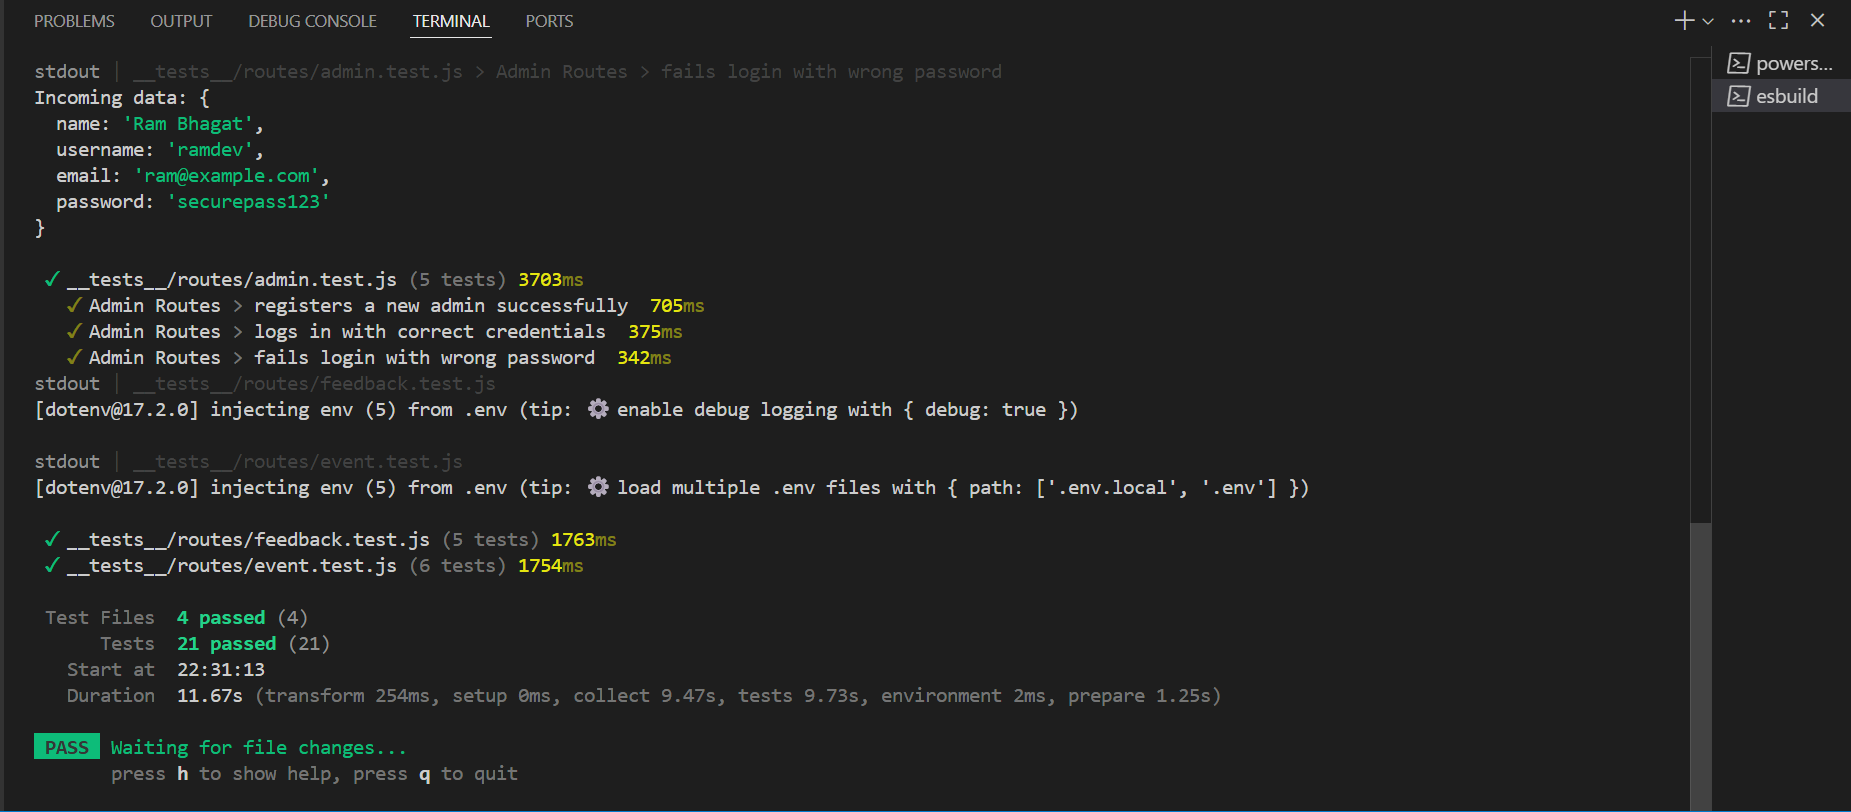 PROBLEMS OUTPUT DEBUG CONSOLE TERMINAL PORTS
stdout | __tests__/routes/admin.test.js > Admin Routes > fails login with wrong password
Incoming data: {
  name: 'Ram Bhagat',
  username: 'ramdev',
  email: 'ram@example.com',
  password: 'securepass123'
}
✓ __tests__/routes/admin.test.js (5 tests) 3703ms
✓ Admin Routes > registers a new admin successfully 705ms
✓ Admin Routes > logs in with correct credentials 375ms
✓ Admin Routes > fails login with wrong password 342ms
stdout | __tests__/routes/feedback.test.js
[dotenv@17.2.0] injecting env (5) from .env (tip: ⚙ enable debug logging with { debug: true })
stdout | __tests__/routes/event.test.js
[dotenv@17.2.0] injecting env (5) from .env (tip: ⚙ load multiple .env files with { path: ['.env.local', '.env'] })
✓ __tests__/routes/feedback.test.js (5 tests) 1763ms
✓ __tests__/routes/event.test.js (6 tests) 1754ms
Test Files 4 passed (4)
Tests 21 passed (21)
Start at 22:31:13
Duration 11.67s (transform 254ms, setup 0ms, collect 9.47s, tests 9.73s, environment 2ms, prepare 1.25s)
PASS Waiting for file changes...
press h to show help, press q to quit
powers...
esbuild